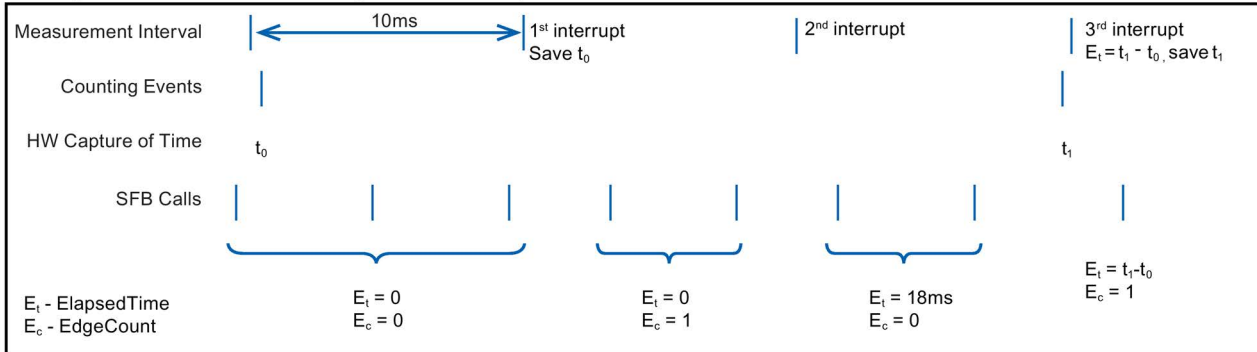 Measurement Interval
10ms
1st interrupt
Save t0
2nd interrupt
3rd interrupt
Et = t1 - t0 , save t1
Counting Events
HW Capture of Time
t0
t1
SFB Calls
Et - ElapsedTime
Ec - EdgeCount
Et = 0
Ec = 0
Et = 0
Ec = 1
Et = 18ms
Ec = 0
Et = t1-t0
Ec = 1